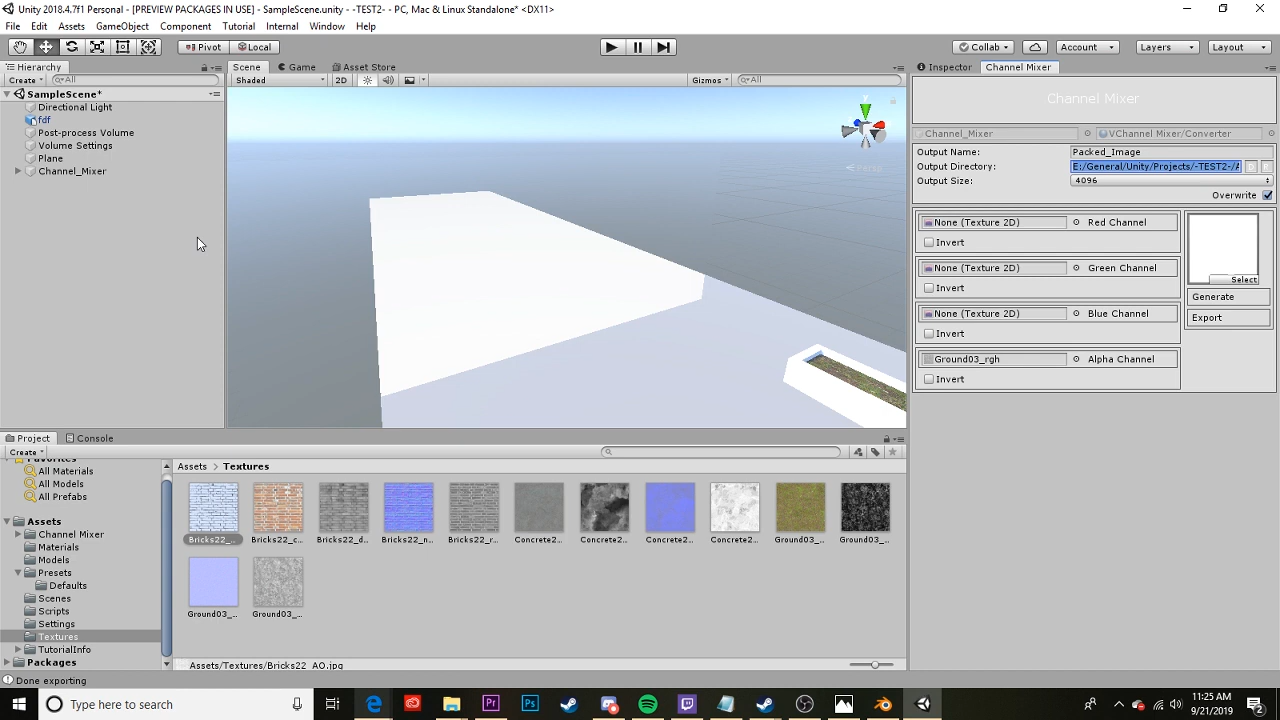 Unity 2018.4.7f1 Personal - [PREVIEW PACKAGES IN USE] - SampleScene.unity - -TEST2- - PC, Mac & Linux Standalone* <DX11>
File Edit Assets GameObject Component Tutorial Internal Window Help
Pivot Local Collab Account Layers Layout
Hierarchy Scene Game Asset Store Inspector Channel Mixer
Create All Shaded 2D Gizmos All
SampleScene*
Directional Light
fdf
Post-process Volume
Volume Settings
Plane
Channel_Mixer
Persp
Channel Mixer
Channel_Mixer VChannel Mixer/Converter
Output Name: Packed_Image
Output Directory: E:/General/Unity/Projects/-TEST2-/
Output Size: 4096
Overwrite
None (Texture 2D) Red Channel
Invert
None (Texture 2D) Green Channel
Invert
None (Texture 2D) Blue Channel
Invert
Ground03_rgh Alpha Channel
Invert
Select
Generate
Export
Project Console
Create
Favorites
All Materials
All Models
All Prefabs
Assets
Channel Mixer
Materials
Models
Presets
Defaults
Scenes
Scripts
Settings
Textures
TutorialInfo
Packages
Assets > Textures
Bricks22_... Bricks22_c... Bricks22_d... Bricks22_n... Bricks22_r... Concrete2... Concrete2... Concrete2... Concrete2... Ground03_... Ground03_...
Ground03_... Ground03_...
Assets/Textures/Bricks22_AO.jpg
Done exporting
Type here to search
11:25 AM
9/21/2019